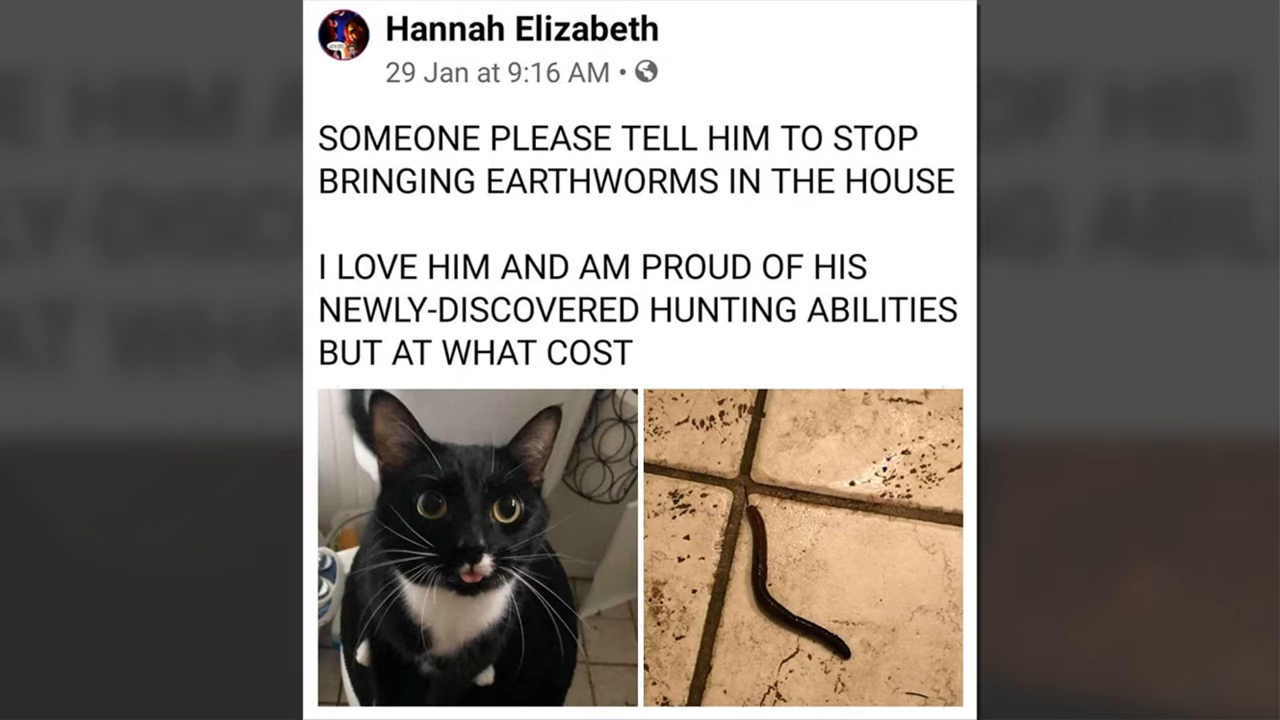 Hannah Elizabeth
29 Jan at 9:16 AM •
SOMEONE PLEASE TELL HIM TO STOP
BRINGING EARTHWORMS IN THE HOUSE
I LOVE HIM AND AM PROUD OF HIS
NEWLY-DISCOVERED HUNTING ABILITIES
BUT AT WHAT COST